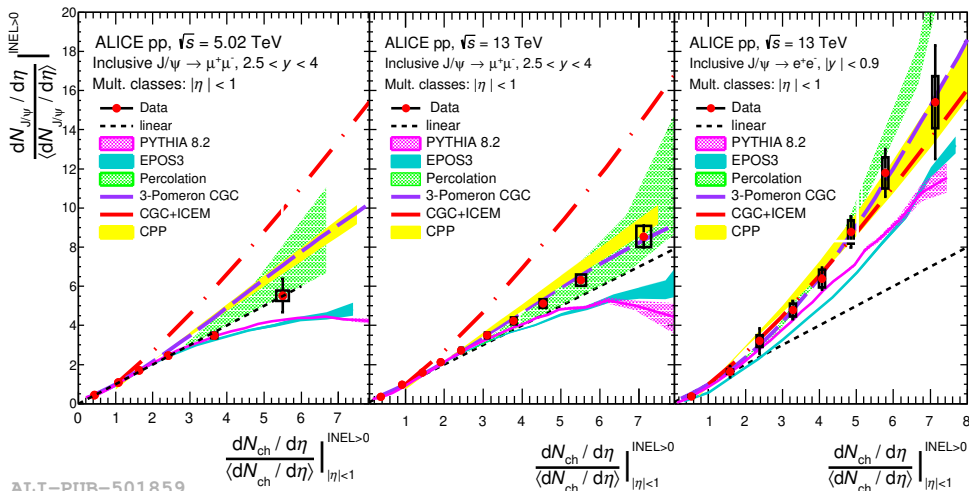 ALICE pp, √s = 5.02 TeV
Inclusive J/ψ → μ⁺μ⁻, 2.5 < y < 4
Mult. classes: |η| < 1
Data
linear
PYTHIA 8.2
EPOS3
Percolation
3-Pomeron CGC
CGC+ICEM
CPP
ALICE pp, √s = 13 TeV
Inclusive J/ψ → μ⁺μ⁻, 2.5 < y < 4
Mult. classes: |η| < 1
Data
linear
PYTHIA 8.2
EPOS3
Percolation
3-Pomeron CGC
CGC+ICEM
CPP
ALICE pp, √s = 13 TeV
Inclusive J/ψ → e⁺e⁻, |y| < 0.9
Mult. classes: |η| < 1
Data
linear
PYTHIA 8.2
EPOS3
Percolation
3-Pomeron CGC
CGC+ICEM
CPP
dN_J/ψ / dη
⟨dN_J/ψ / dη⟩
INEL>0
20
18
16
14
12
10
8
6
4
2
0
0 1 2 3 4 5 6 7
1 2 3 4 5 6 7
1 2 3 4 5 6 7 8
dN_ch / dη
⟨dN_ch / dη⟩
INEL>0
|η|<1
dN_ch / dη
⟨dN_ch / dη⟩
INEL>0
|η|<1
dN_ch / dη
⟨dN_ch / dη⟩
INEL>0
|η|<1
ALI-PUB-501859